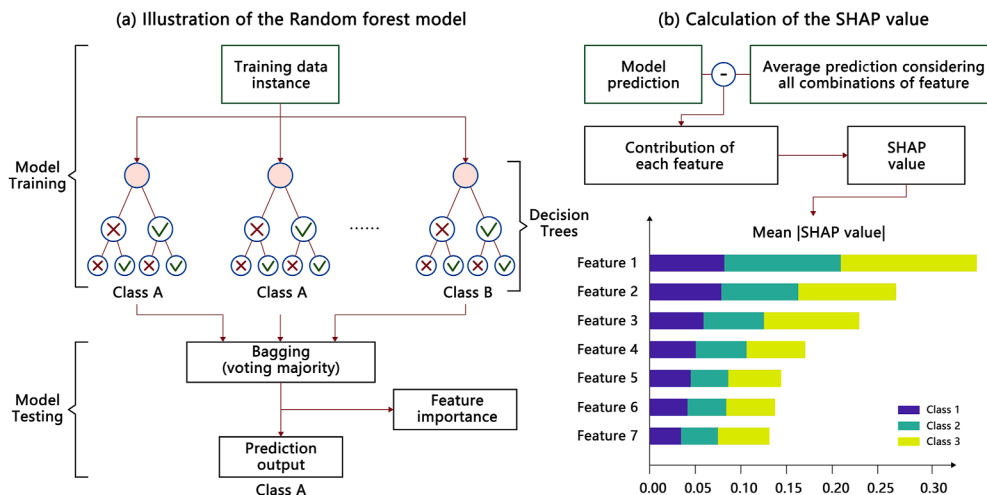 (a) Illustration of the Random forest model
Training data
instance
Model
Training
Decision
Trees
......
Class A
Class A
Class B
Bagging
(voting majority)
Model
Testing
Feature
importance
Prediction
output
Class A
(b) Calculation of the SHAP value
Model
prediction
-
Average prediction considering
all combinations of feature
Contribution of
each feature
SHAP
value
Mean |SHAP value|
Feature 1
Feature 2
Feature 3
Feature 4
Feature 5
Feature 6
Feature 7
Class 1
Class 2
Class 3
0.00 0.05 0.10 0.15 0.20 0.25 0.30